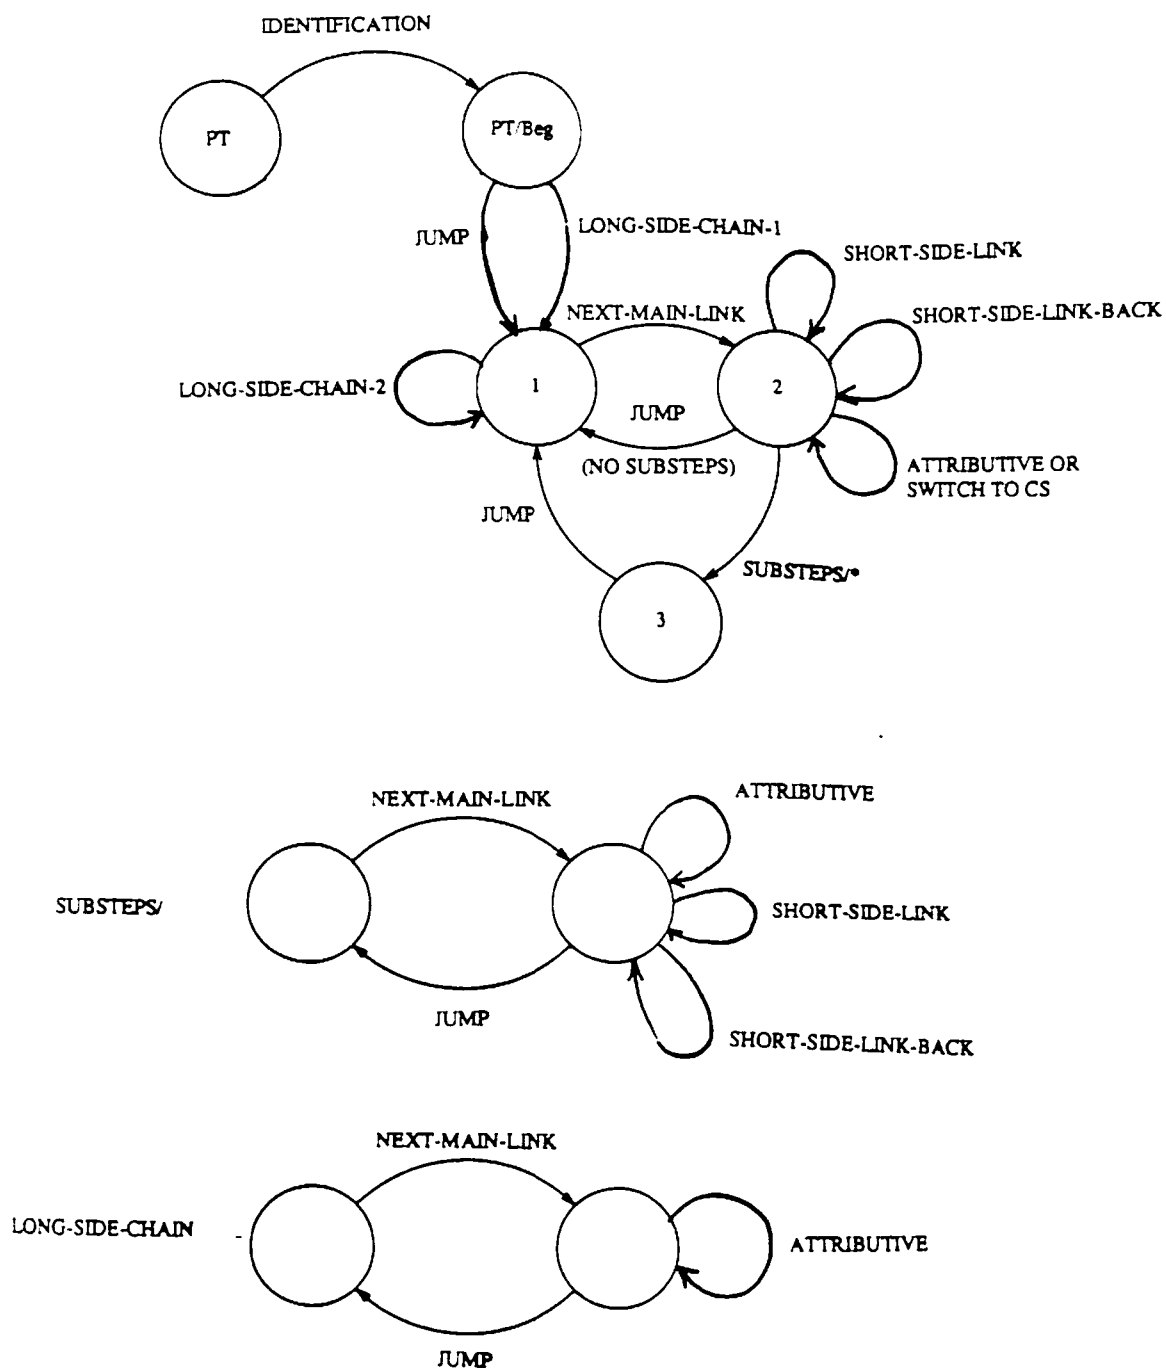 IDENTIFICATION
PT
PT/Beg
JUMP
LONG-SIDE-CHAIN-1
SHORT-SIDE-LINK
NEXT-MAIN-LINK
SHORT-SIDE-LINK-BACK
LONG-SIDE-CHAIN-2
1
2
JUMP
(NO SUBSTEPS)
ATTRIBUTIVE OR
SWITCH TO CS
JUMP
SUBSTEPS/*
3
ATTRIBUTIVE
NEXT-MAIN-LINK
SUBSTEPS/
SHORT-SIDE-LINK
JUMP
SHORT-SIDE-LINK-BACK
NEXT-MAIN-LINK
LONG-SIDE-CHAIN
ATTRIBUTIVE
JUMP